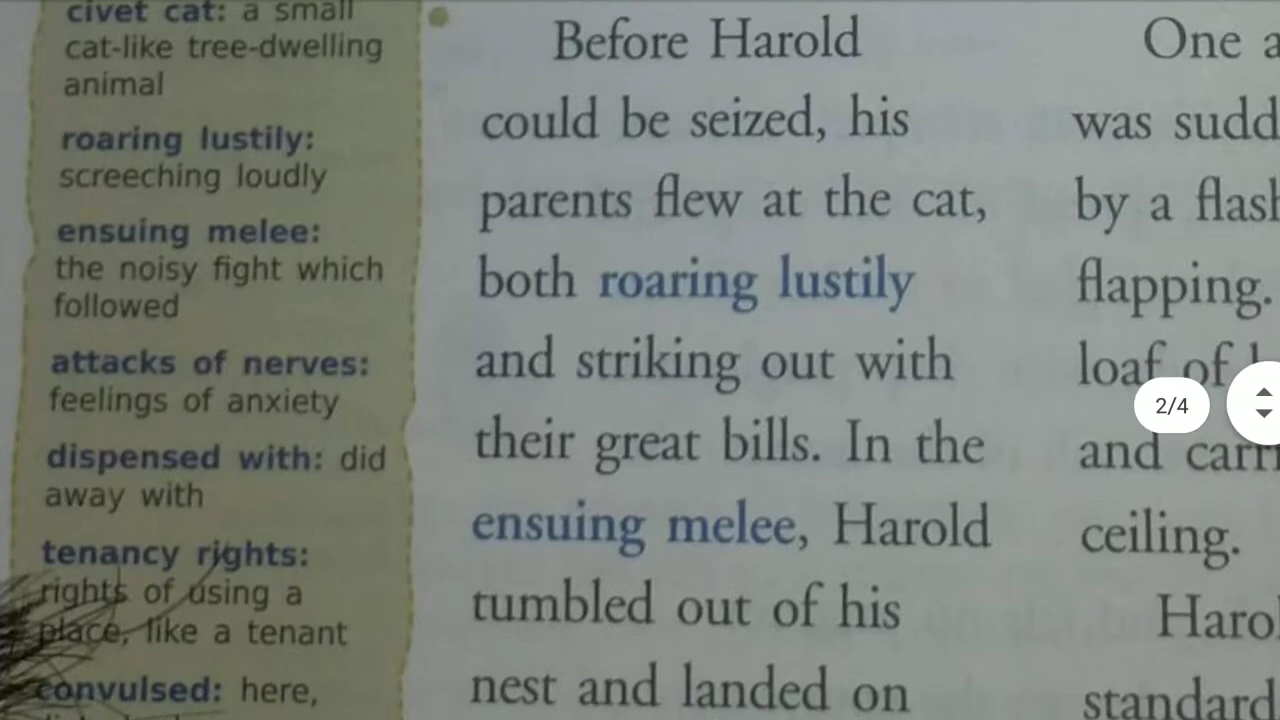 civet cat: a small
cat-like tree-dwelling
animal
roaring lustily:
screeching loudly
ensuing melee:
the noisy fight which
followed
attacks of nerves:
feelings of anxiety
dispensed with: did
away with
tenancy rights:
rights of using a
place, like a tenant
convulsed: here,
Before Harold
could be seized, his
parents flew at the cat,
both roaring lustily
and striking out with
their great bills. In the
ensuing melee, Harold
tumbled out of his
nest and landed on
One a
was sudd
by a flash
flapping.
loaf of
and carri
ceiling.
Haro
standard
2/4